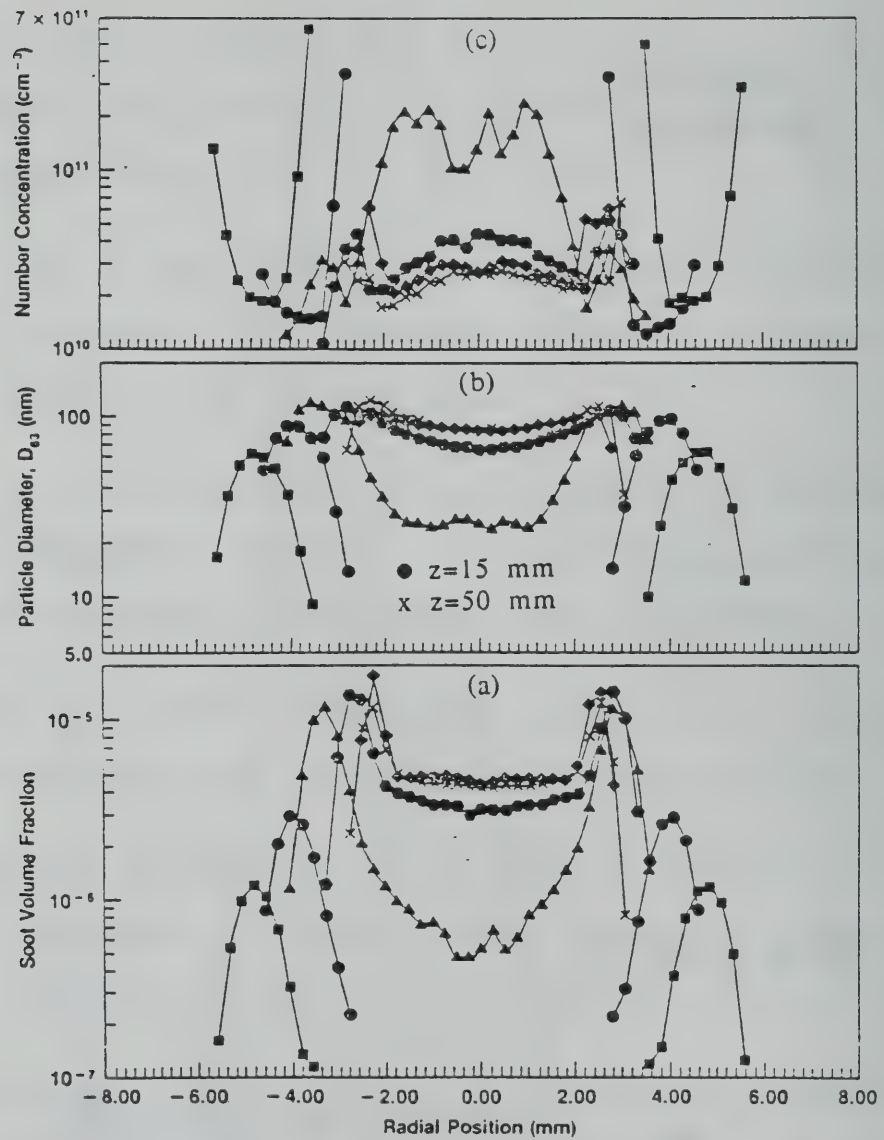 7 × 10¹¹
(c)
Number Concentration (cm⁻³)
10¹¹
10¹⁰
(b)
Particle Diameter, D₆₃ (nm)
100
10
5.0
● z=15 mm
x z=50 mm
(a)
Soot Volume Fraction
10⁻⁵
10⁻⁶
10⁻⁷
−8.00 −6.00 −4.00 −2.00 0.00 2.00 4.00 6.00 8.00
Radial Position (mm)